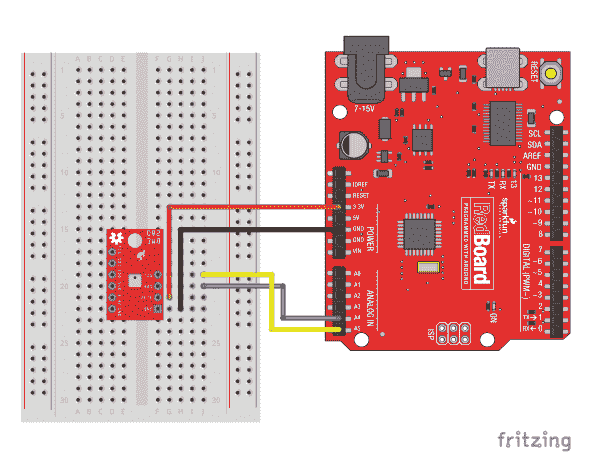 A B C D E F G H I J
1
5
10
15
20
25
30
A B C D E F G H I J
7-15V
RESET
SCL
SDA
AREF
GND
13
12
~11
~10
~9
8
7
~6
~5
4
~3
2
TX 1
RX 0
DIGITAL (PWM~)
TX
RX
13
sparkfun
RedBoard
PROGRAMMED WITH ARDUINO
IOREF
RESET
3.3V
5V
GND
GND
VIN
POWER
A0
A1
A2
A3
A4
A5
ANALOG IN
ISP
fritzing